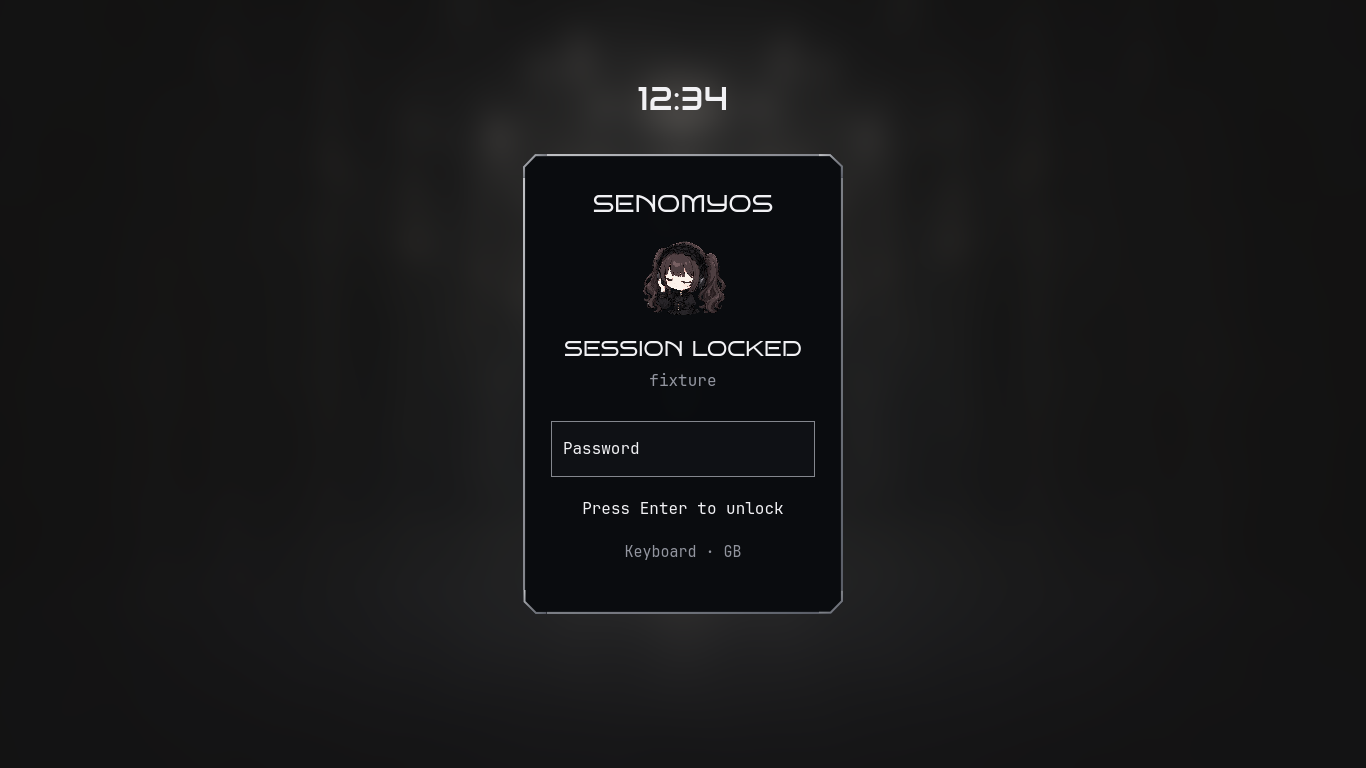 12:34
SENOMYOS
SESSION LOCKED
fixture
Password
Press Enter to unlock
Keyboard · GB